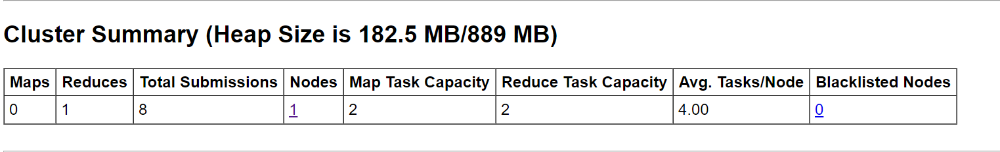 Cluster Summary (Heap Size is 182.5 MB/889 MB)
Maps Reduces Total Submissions Nodes Map Task Capacity Reduce Task Capacity Avg. Tasks/Node Blacklisted Nodes
0 1 8 1 2 2 4.00 0